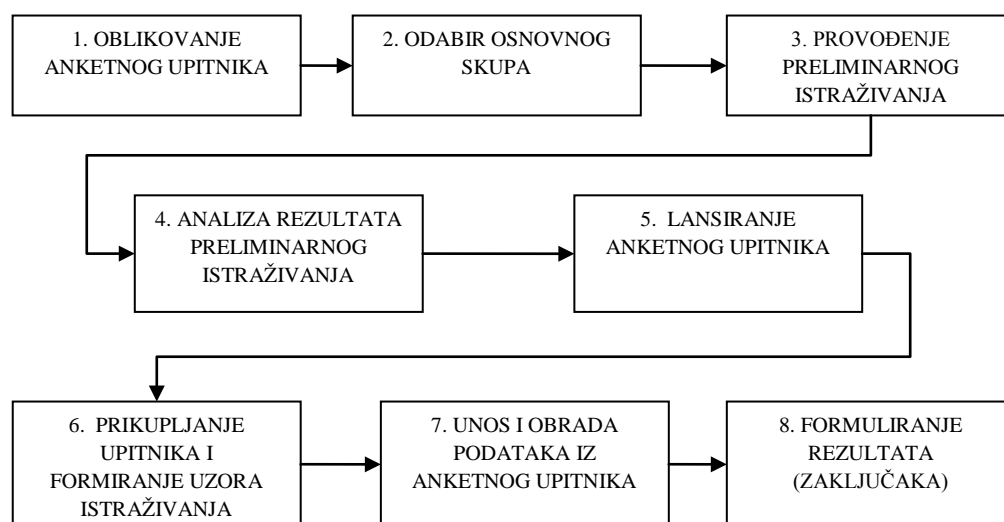 1. OBLIKOVANJE
ANKETNOG UPITNIKA
2. ODABIR OSNOVNOG
SKUPA
3. PROVOĐENJE
PRELIMINARNOG
ISTRAŽIVANJA
4. ANALIZA REZULTATA
PRELIMINARNOG
ISTRAŽIVANJA
5. LANSIRANJE
ANKETNOG UPITNIKA
6. PRIKUPLJANJE
UPITNIKA I
FORMIRANJE UZORA
ISTRAŽIVANJA
7. UNOS I OBRADA
PODATAKA IZ
ANKETNOG UPITNIKA
8. FORMULIRANJE
REZULTATA
(ZAKLJUČAKA)